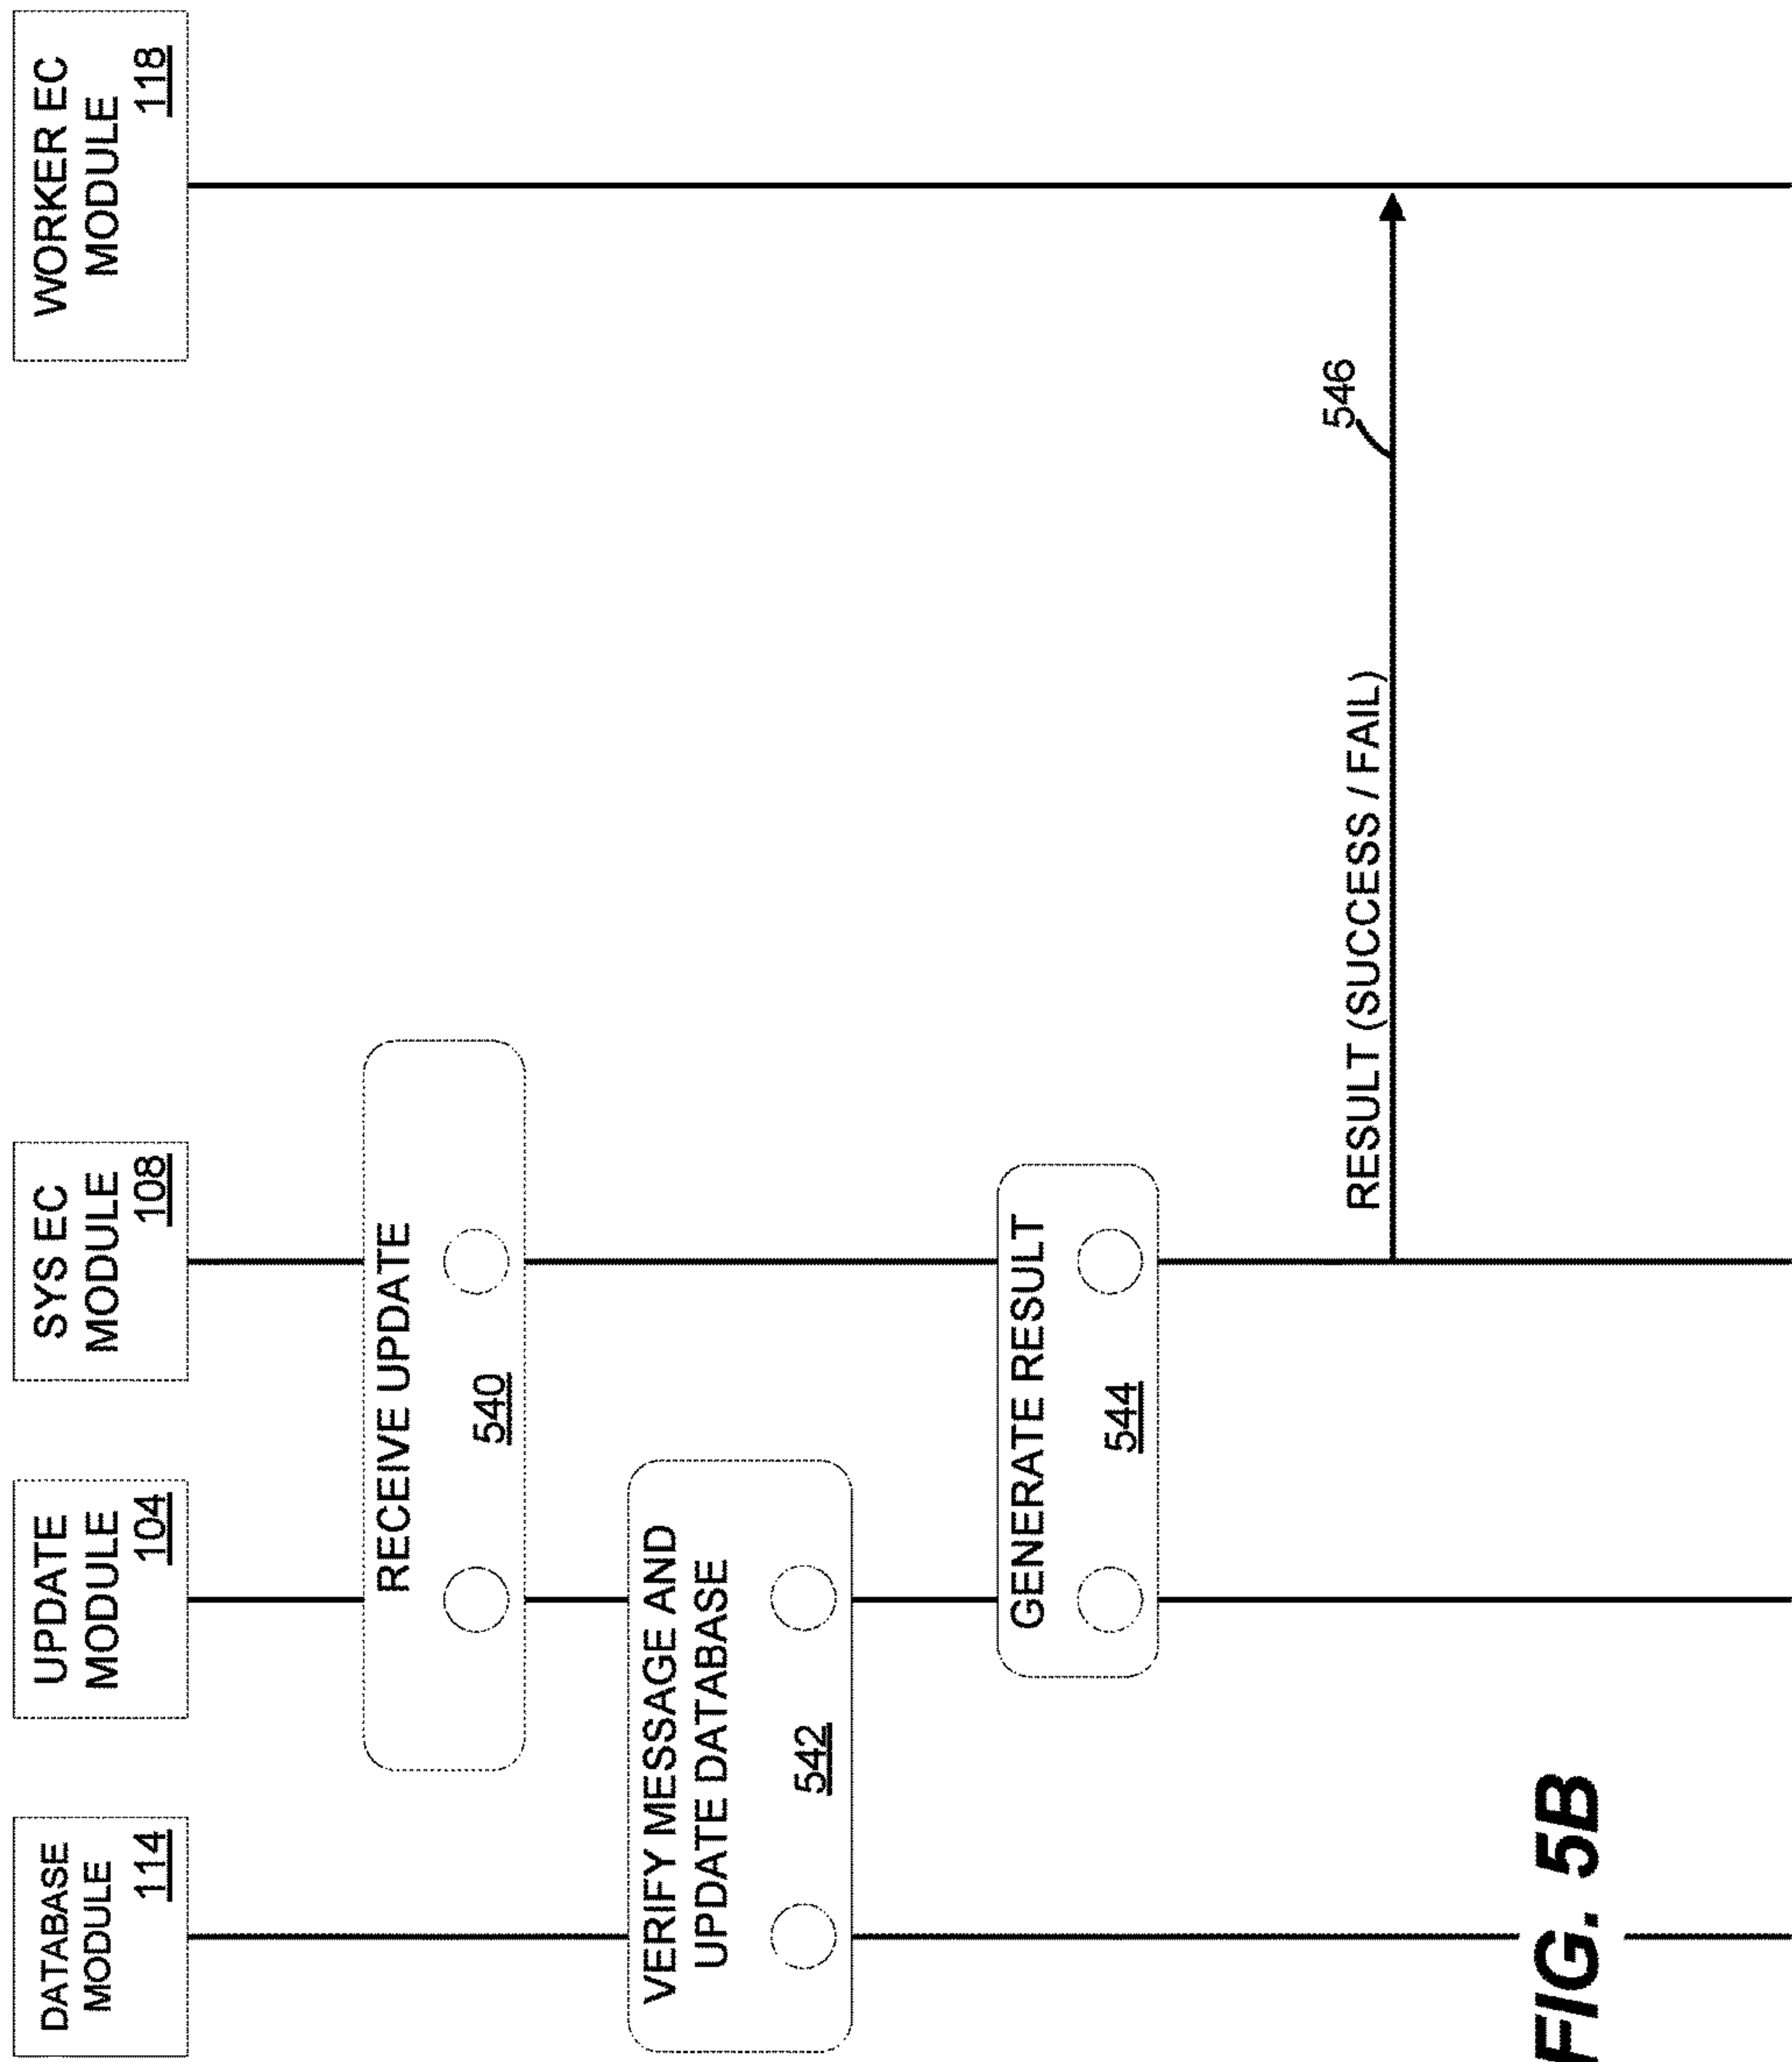 DATABASE
MODULE
114
UPDATE
MODULE
104
SYS EC
MODULE
108
WORKER EC
MODULE
118
RECEIVE UPDATE
540
VERIFY MESSAGE AND
UPDATE DATABASE
542
GENERATE RESULT
544
RESULT (SUCCESS / FAIL)
546
FIG. 5B